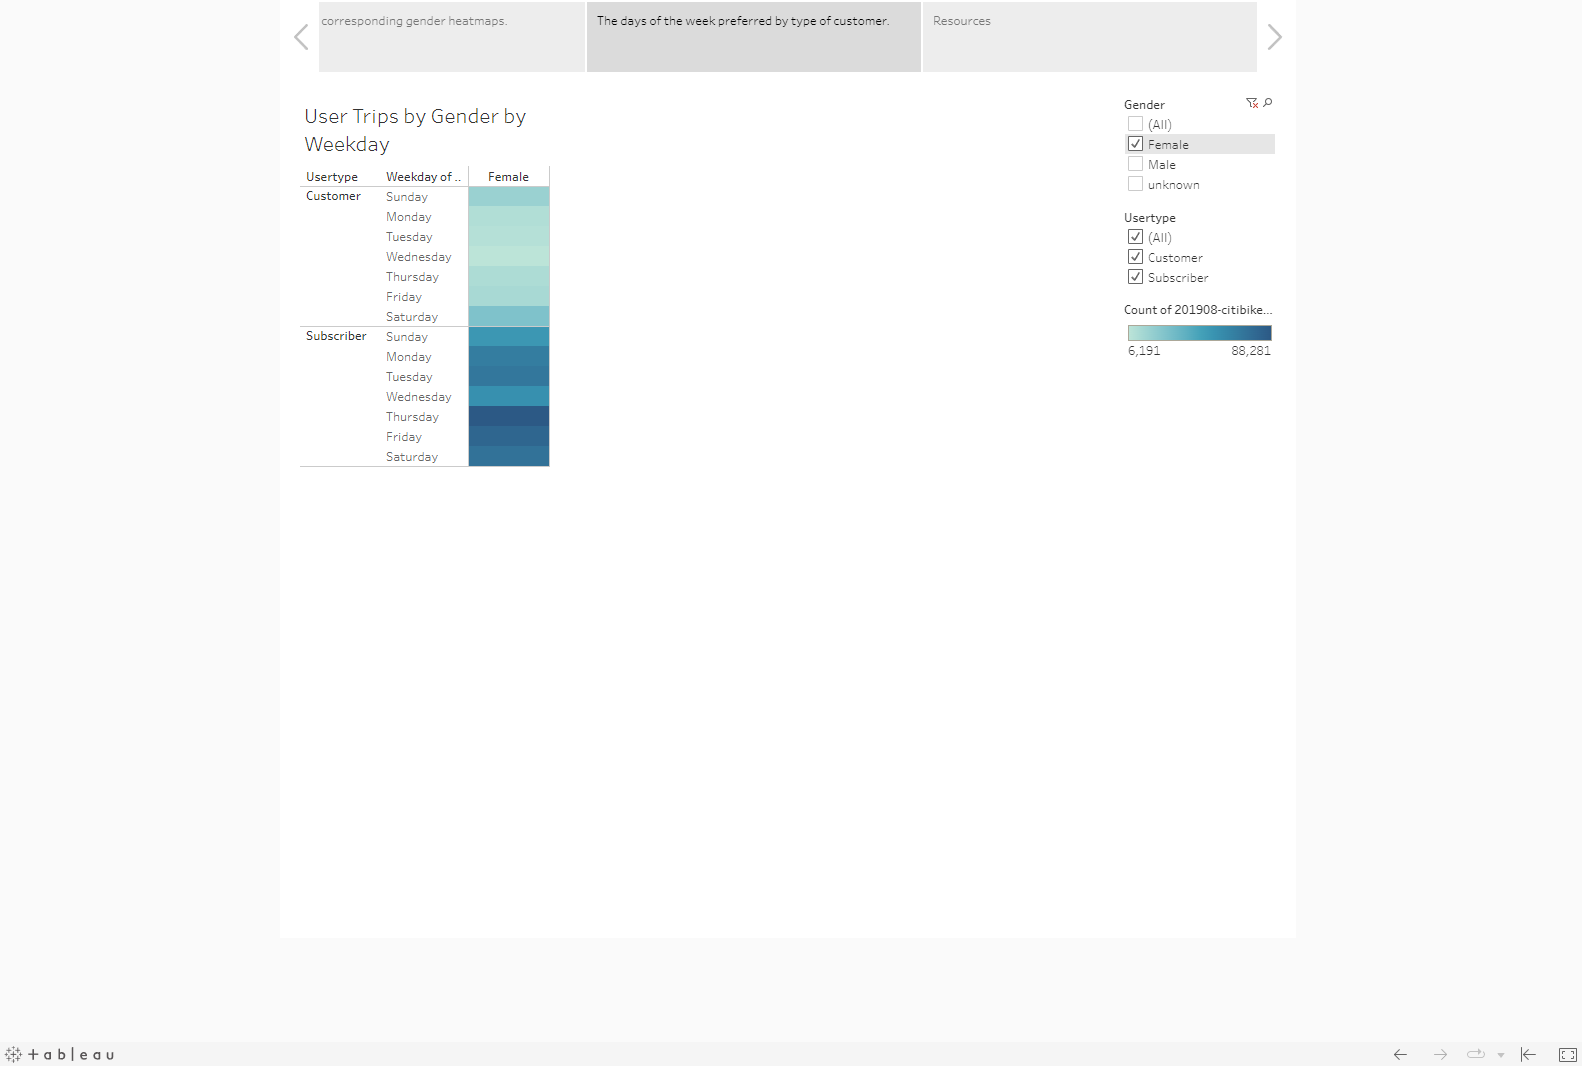 corresponding gender heatmaps.
The days of the week preferred by type of customer.
Resources
User Trips by Gender by
Weekday
Usertype Weekday of .. Female
Customer Sunday
Monday
Tuesday
Wednesday
Thursday
Friday
Saturday
Subscriber Sunday
Monday
Tuesday
Wednesday
Thursday
Friday
Saturday
Gender
(All)
Female
Male
unknown
Usertype
(All)
Customer
Subscriber
Count of 201908-citibike...
6,191 88,281
+ a b | e a u